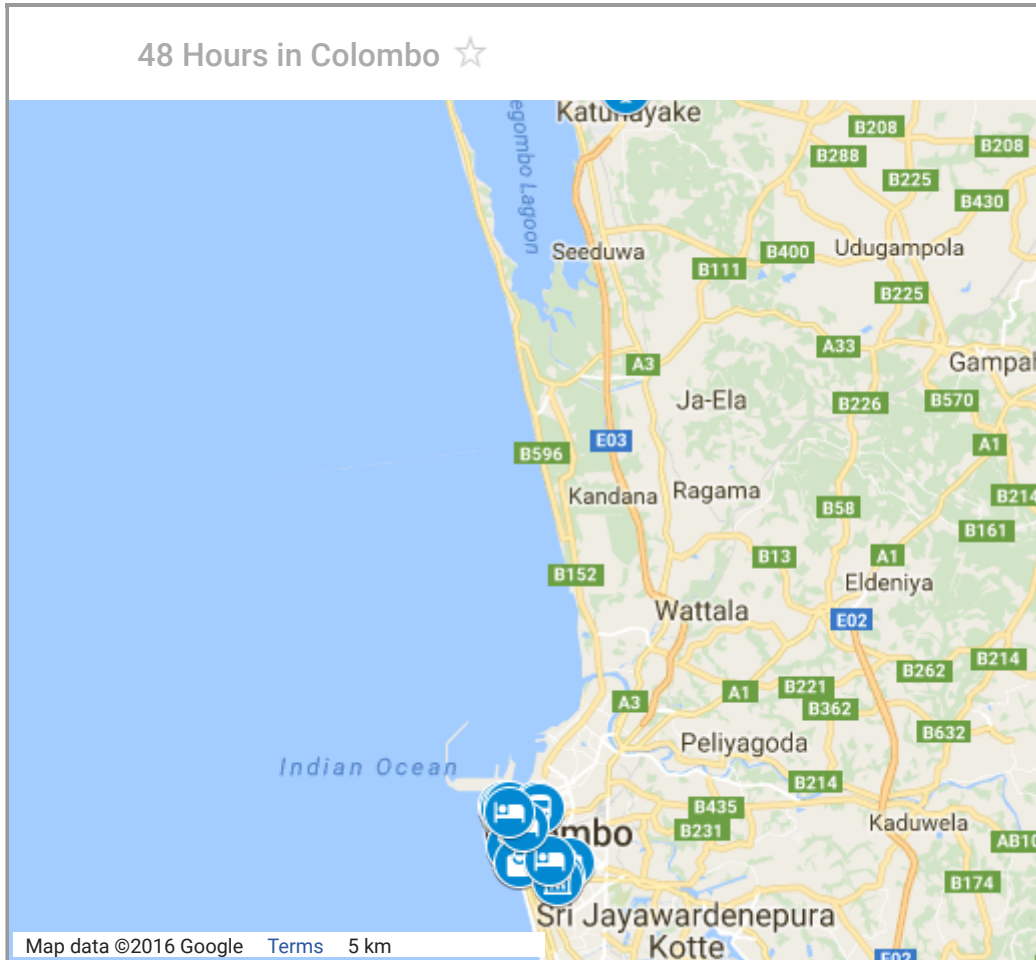 48 Hours in Colombo
Katunayake
B208
B208
B288
B225
B430
egombo Lagoon
Seeduwa
B400
Udugampola
B111
B225
A33
A3
Gampal
Ja-Ela
B226
B570
E03
A1
B596
Kandana
Ragama
B214
B58
B161
B13
A1
B152
Eldeniya
Wattala
E02
B214
B262
B221
A1
A3
B362
B632
Peliyagoda
Indian Ocean
B214
B435
Kaduwela
B231
mbo
AB10
B174
Sri Jayawardenepura
Kotte
E02
Map data ©2016 Google Terms 5 km